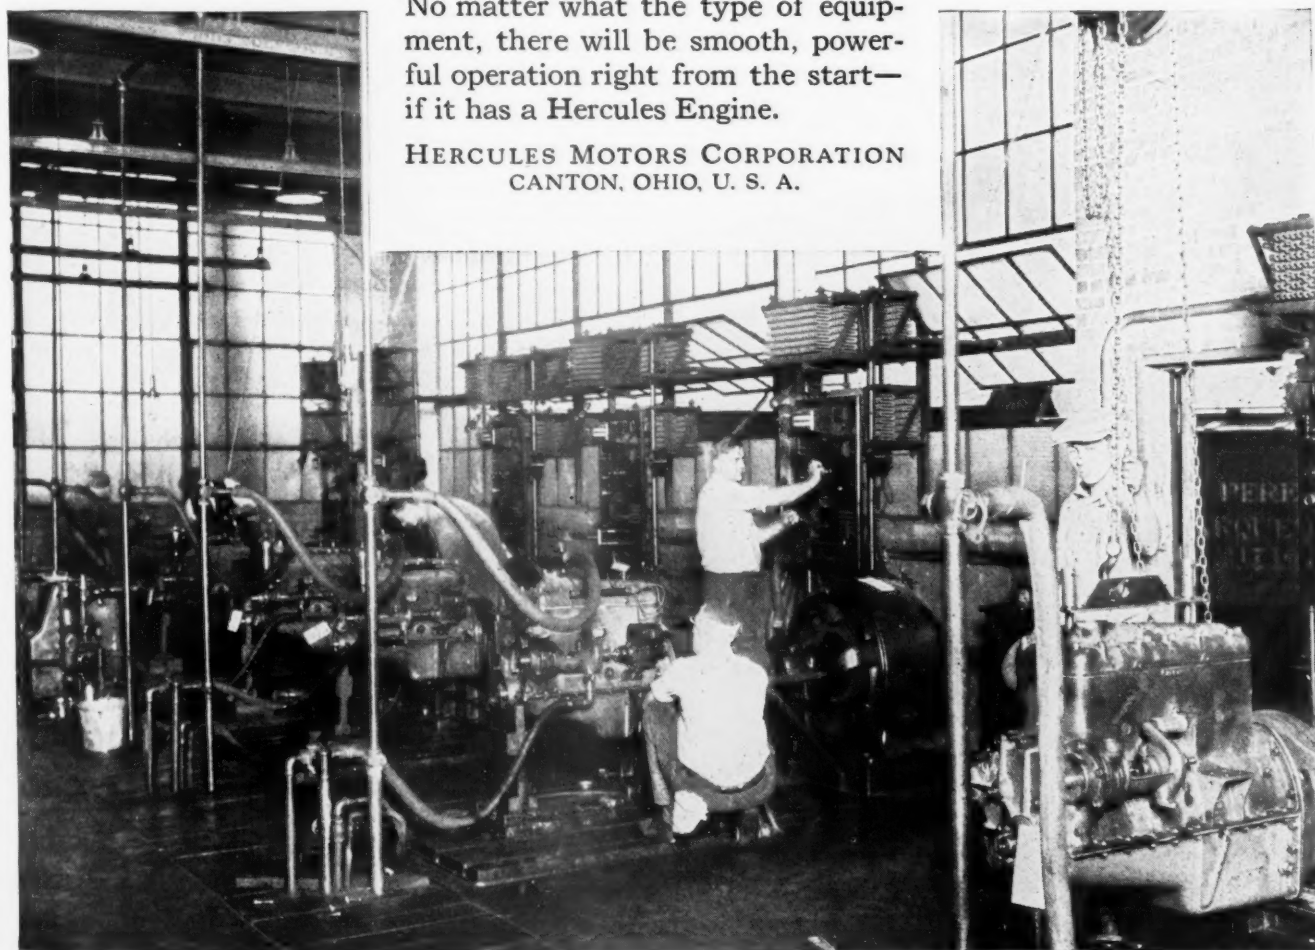 No matter what the type of equip-
ment, there will be smooth, power-
ful operation right from the start—
if it has a Hercules Engine.
HERCULES MOTORS CORPORATION
CANTON, OHIO, U. S. A.